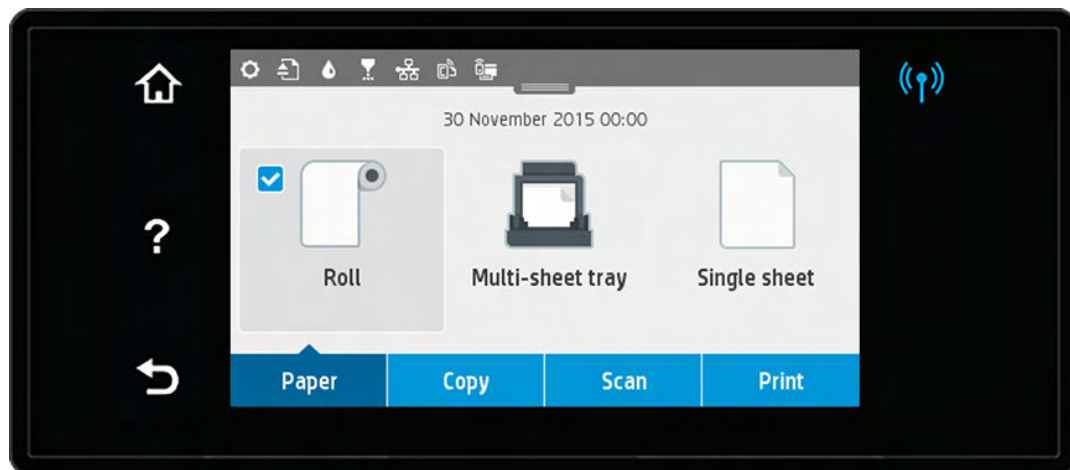 30 November 2015 00:00
Roll
Multi-sheet tray
Single sheet
?
Paper
Copy
Scan
Print